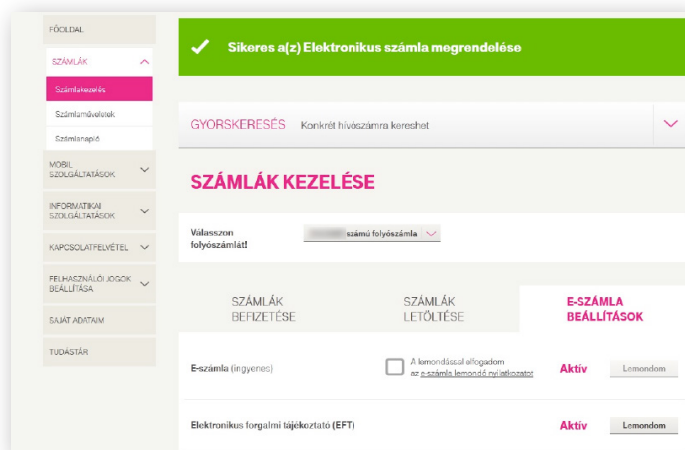 FŐOLDAL
SZÁMLÁK
Számlakezelés
Számlaműveletek
Számlanapló
MOBIL
SZOLGÁLTATÁSOK
INFORMATIKAI
SZOLGÁLTATÁSOK
KAPCSOLATFELVÉTEL
FELHASZNÁLÓI JOGOK
BEÁLLÍTÁSA
SAJÁT ADATAIM
TUDÁSTÁR
Sikeres a(z) Elektronikus számla megrendelése
GYORSKERESÉS Konkrét hívószámra kereshet
SZÁMLÁK KEZELÉSE
Válasszon
folyószámlát!
számú folyószámla
SZÁMLÁK
BEFIZETÉSE
SZÁMLÁK
LETÖLTÉSE
E-SZÁMLA
BEÁLLÍTÁSOK
E-számla (ingyenes)
A lemondással elfogadom
az e-számla lemondó nyilatkozatot
Aktív
Lemondom
Elektronikus forgalmi tájékoztató (EFT)
Aktív
Lemondom